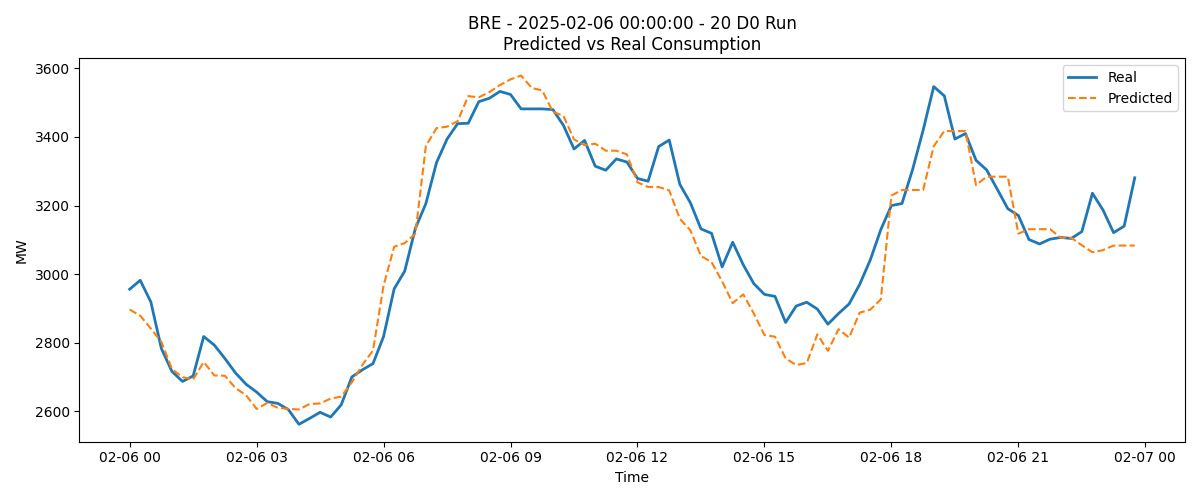 BRE - 2025-02-06 00:00:00 - 20 D0 Run
Predicted vs Real Consumption
3600
3400
3200
3000
2800
2600
MW
Real
Predicted
02-06 00
02-06 03
02-06 06
02-06 09
02-06 12
02-06 15
02-06 18
02-06 21
02-07 00
Time